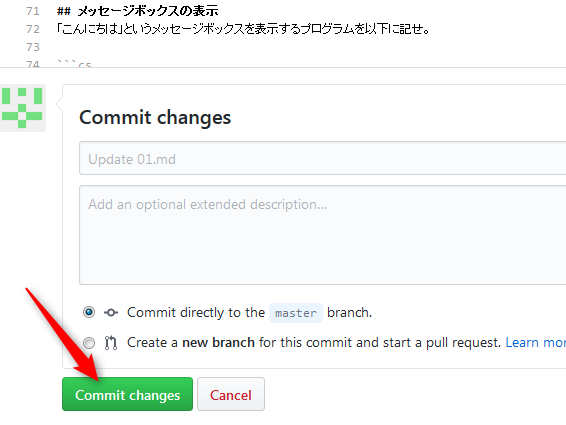 71 ## メッセージボックスの表示
72 「こんにちは」というメッセージボックスを表示するプログラムを以下に記せ。
73
74 ```cs
Commit changes
Update 01.md
Add an optional extended description...
Commit directly to the master branch.
Create a new branch for this commit and start a pull request. Learn mor
Commit changes Cancel